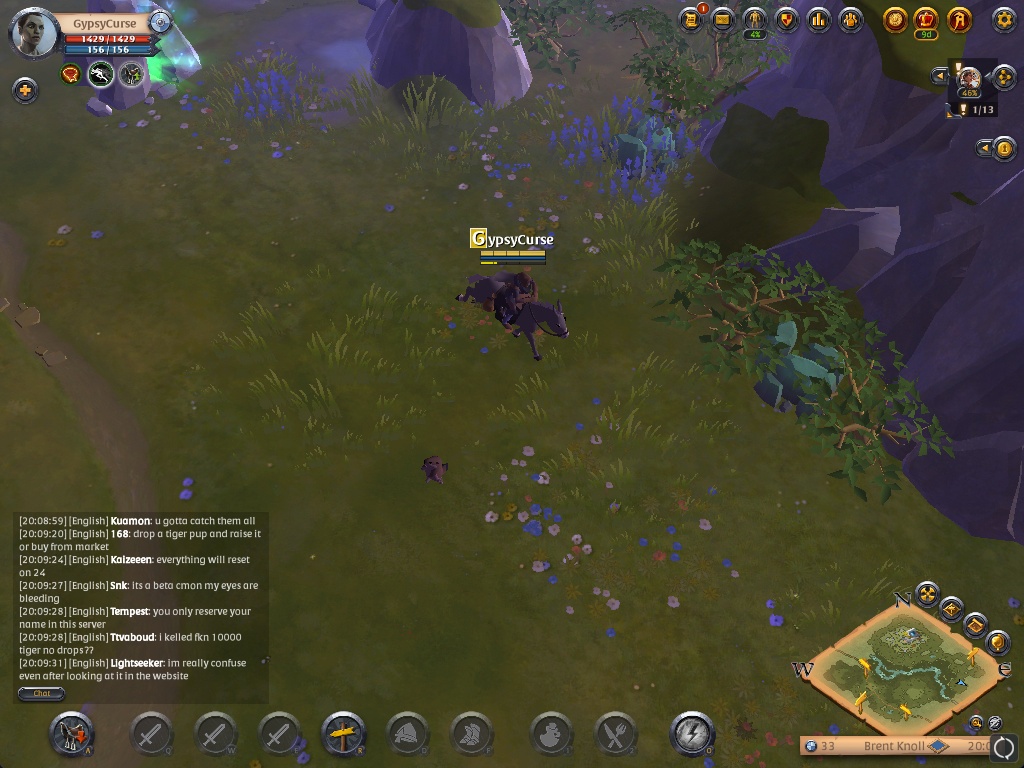 GypsyCurse
1429 / 1429
156 / 156
1
4%
9d
46%
1/13
GypsyCurse
[20:08:59] [English] Kuamon: u gotta catch them all
[20:09:20] [English] 168: drop a tiger pup and raise it
or buy from market
[20:09:24] [English] Kalzeeen: everything will reset
on 24
[20:09:27] [English] Snk: its a beta cmon my eyes are
bleeding
[20:09:28] [English] Tempest: you only reserve your
name in this server
[20:09:28] [English] Ttvaboud: i kelled fkn 10000
tiger no drops??
[20:09:31] [English] Lightseeker: im really confuse
even after looking at it in the website
Chat
N
W
E
A
Q
W
R
33
Brent Knoll